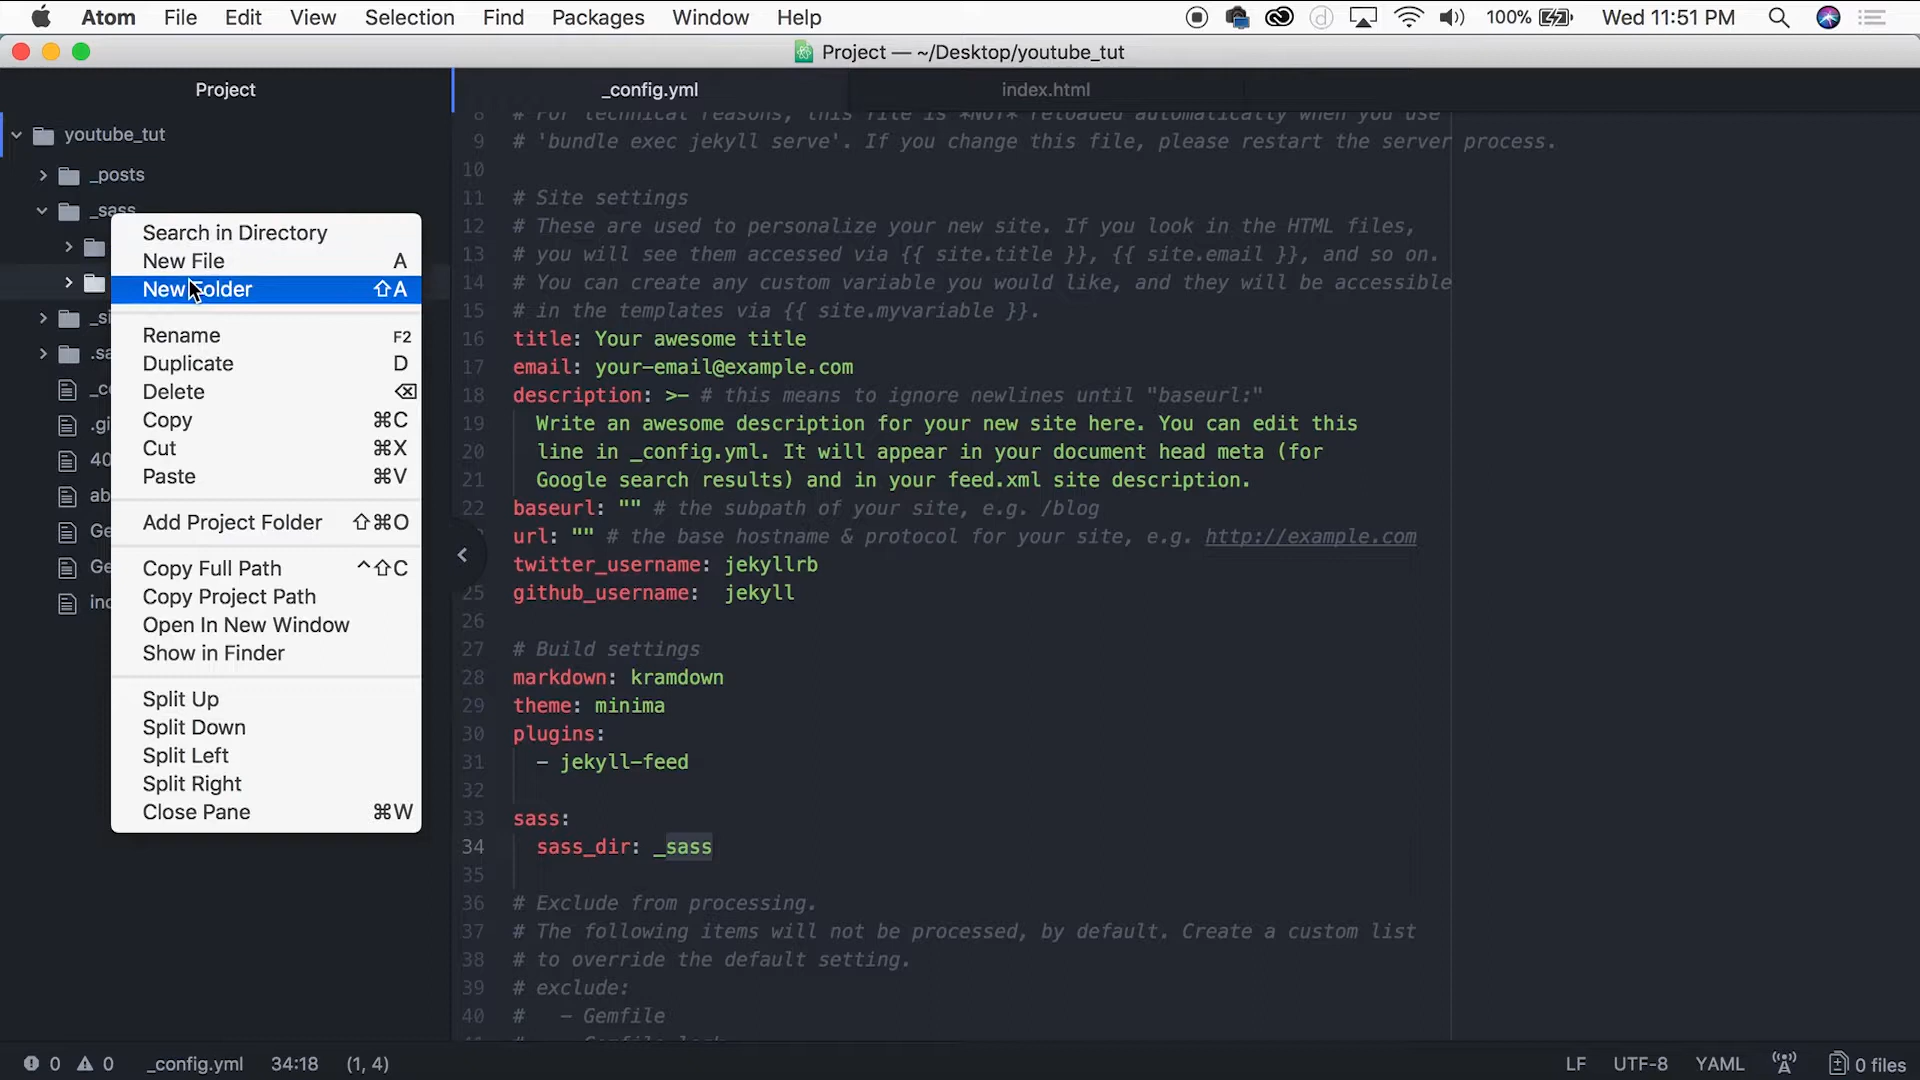 Atom File Edit View Selection Find Packages Window Help 100% Wed 11:51 PM
Project — ~/Desktop/youtube_tut
Project
_config.yml
index.html
youtube_tut
_posts
_sass
Search in Directory
New File A
New Folder ⇧A
Rename F2
Duplicate D
Delete ⌫
Copy ⌘C
Cut ⌘X
Paste ⌘V
Add Project Folder ⇧⌘O
Copy Full Path ^⇧C
Copy Project Path
Open In New Window
Show in Finder
Split Up
Split Down
Split Left
Split Right
Close Pane ⌘W
8 # For technical reasons, this file is *NOT* reloaded automatically when you use
9 # 'bundle exec jekyll serve'. If you change this file, please restart the server process.
10
11 # Site settings
12 # These are used to personalize your new site. If you look in the HTML files,
13 # you will see them accessed via {{ site.title }}, {{ site.email }}, and so on.
14 # You can create any custom variable you would like, and they will be accessible
15 # in the templates via {{ site.myvariable }}.
16 title: Your awesome title
17 email: your-email@example.com
18 description: >- # this means to ignore newlines until "baseurl:"
19 Write an awesome description for your new site here. You can edit this
20 line in _config.yml. It will appear in your document head meta (for
21 Google search results) and in your feed.xml site description.
22 baseurl: "" # the subpath of your site, e.g. /blog
url: "" # the base hostname & protocol for your site, e.g. http://example.com
twitter_username: jekyllrb
25 github_username: jekyll
26
27 # Build settings
28 markdown: kramdown
29 theme: minima
30 plugins:
31 - jekyll-feed
32
33 sass:
34 sass_dir: _sass
35
36 # Exclude from processing.
37 # The following items will not be processed, by default. Create a custom list
38 # to override the default setting.
39 # exclude:
40 # - Gemfile
0 0 _config.yml 34:18 (1, 4) LF UTF-8 YAML 0 files